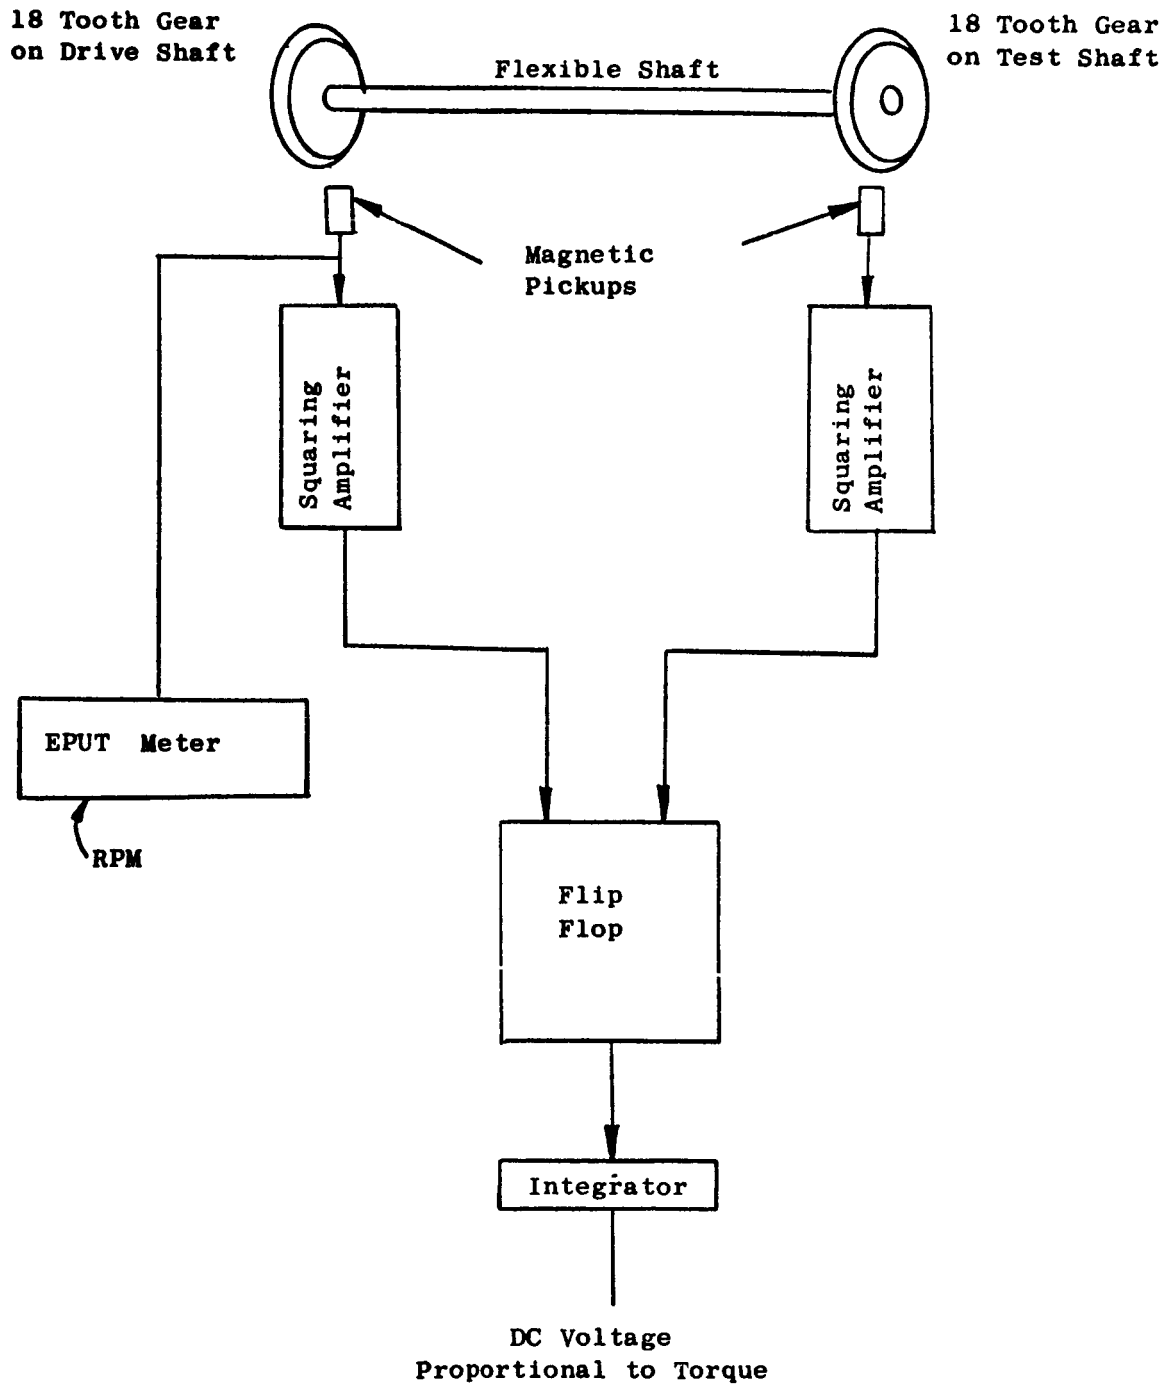 18 Tooth Gear
on Drive Shaft
18 Tooth Gear
on Test Shaft
Flexible Shaft
Magnetic
Pickups
Squaring
Amplifier
Squaring
Amplifier
EPUT Meter
RPM
Flip
Flop
Integrator
DC Voltage
Proportional to Torque